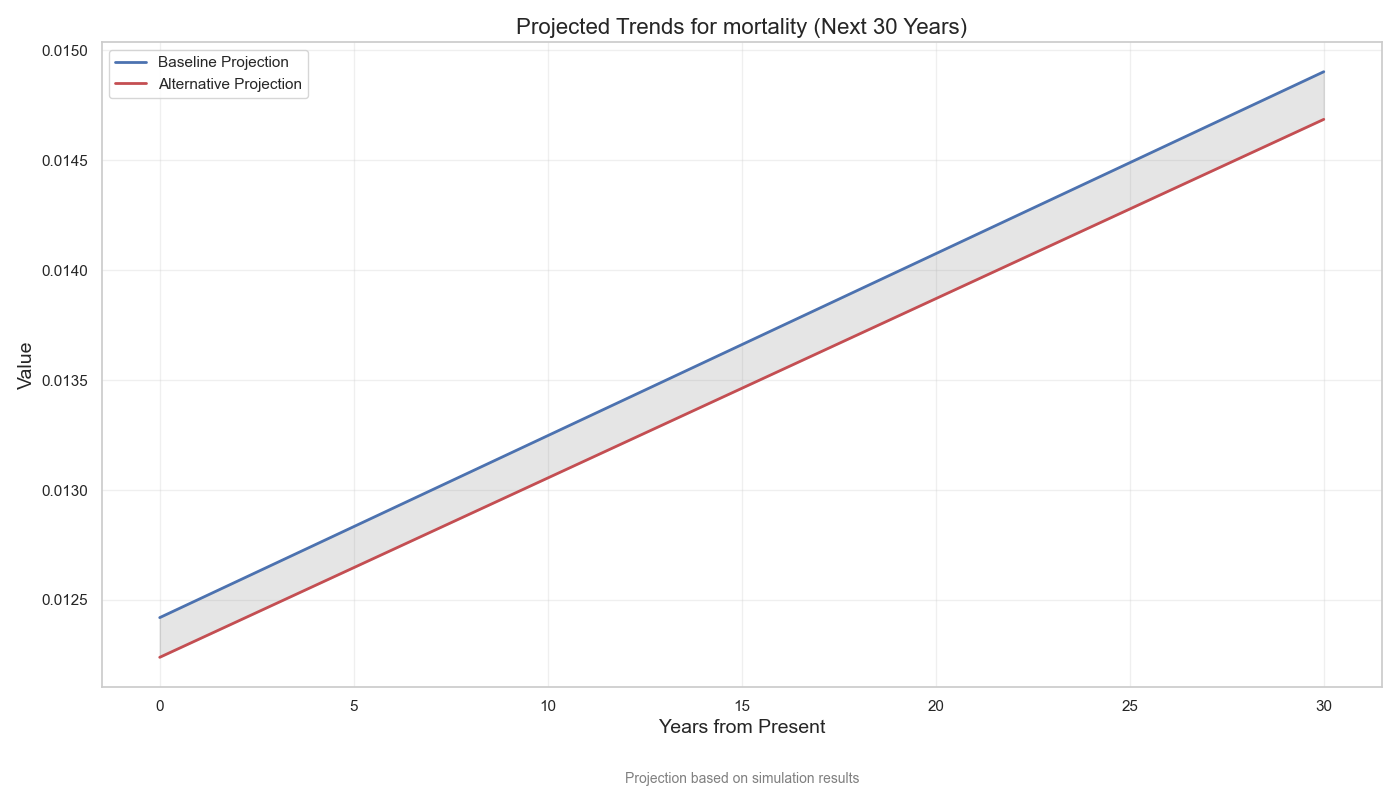 Projected Trends for mortality (Next 30 Years)
Baseline Projection
Alternative Projection
Value
0.0150
0.0145
0.0140
0.0135
0.0130
0.0125
0 5 10 15 20 25 30
Years from Present
Projection based on simulation results